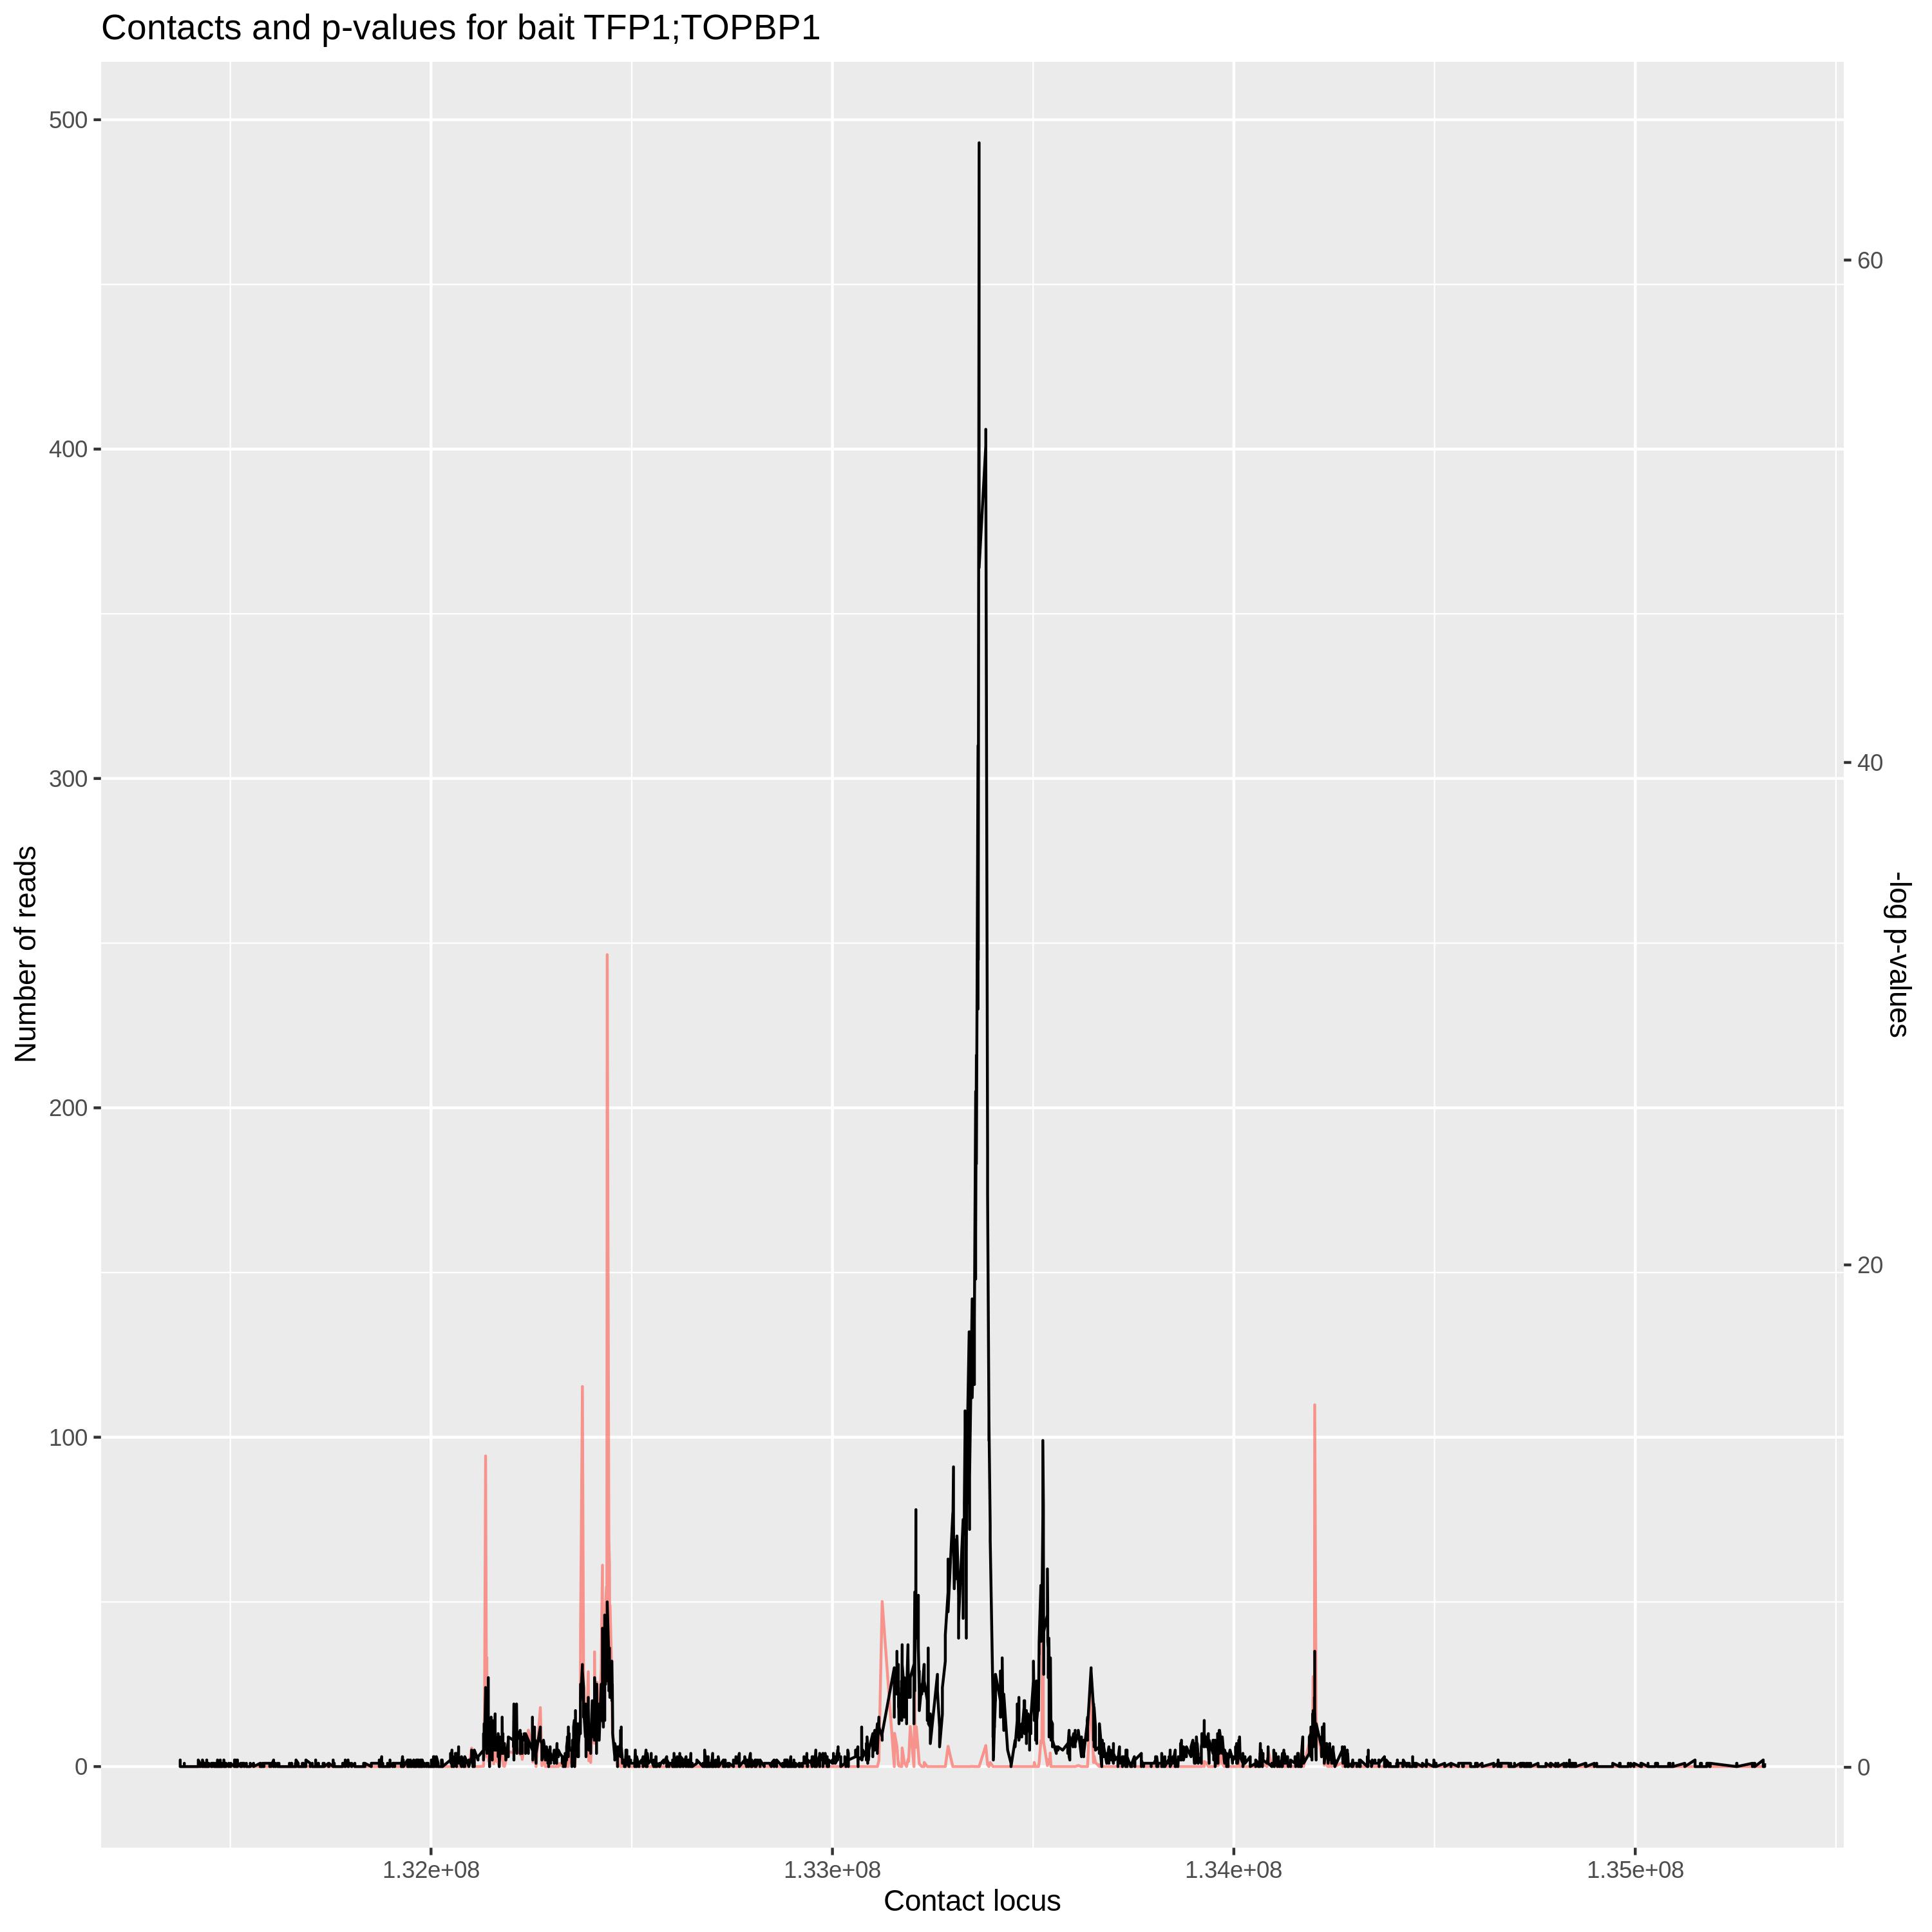 Contacts and p-values for bait TFP1;TOPBP1
500
400
300
200
100
0
Number of reads
60
40
20
0
-log p-values
1.32e+08 1.33e+08 1.34e+08 1.35e+08
Contact locus